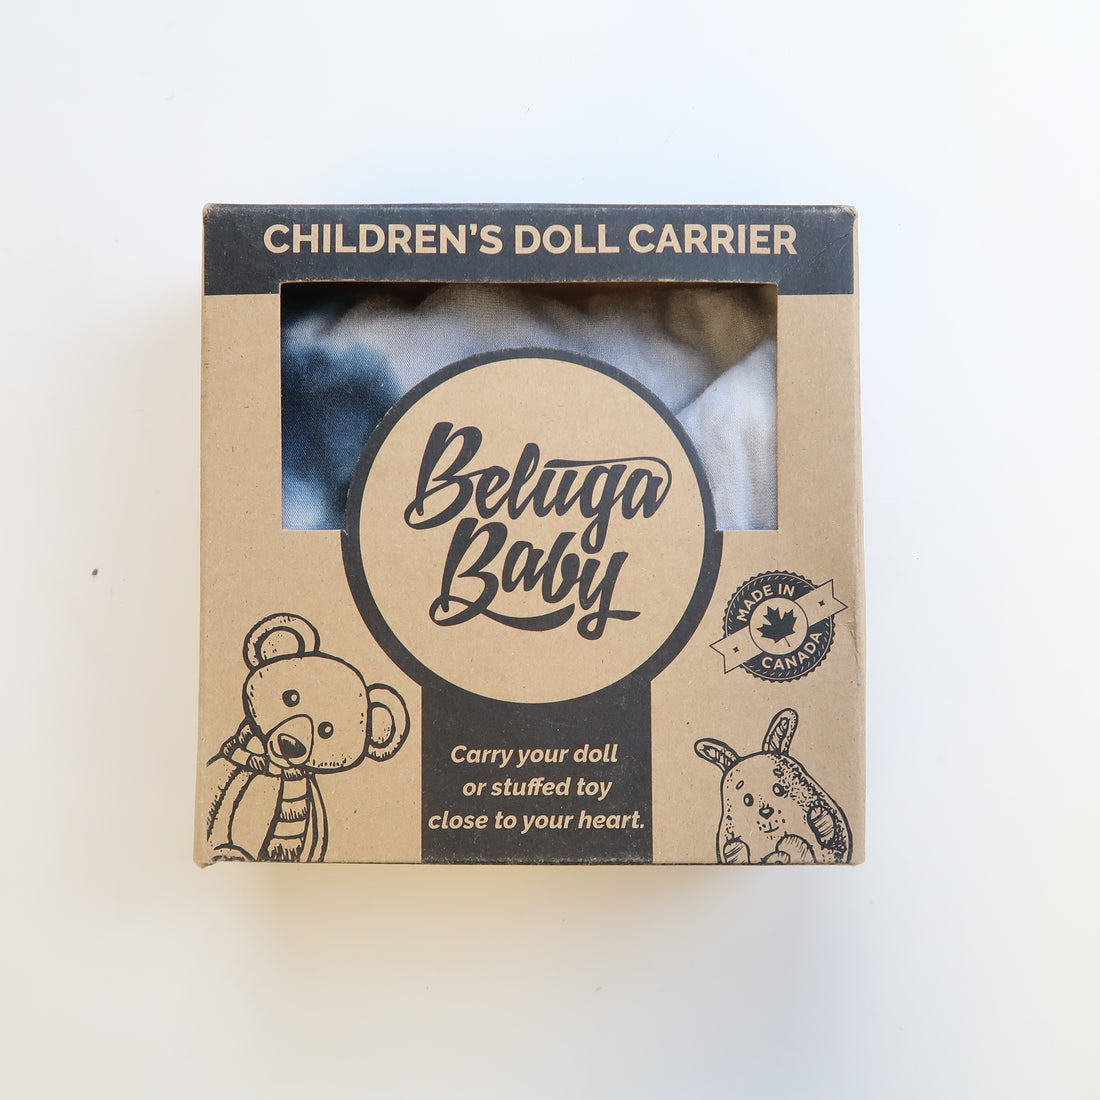 CHILDREN'S DOLL CARRIER
Beluga
Baby
MADE IN
CANADA
Carry your doll
or stuffed toy
close to your heart.